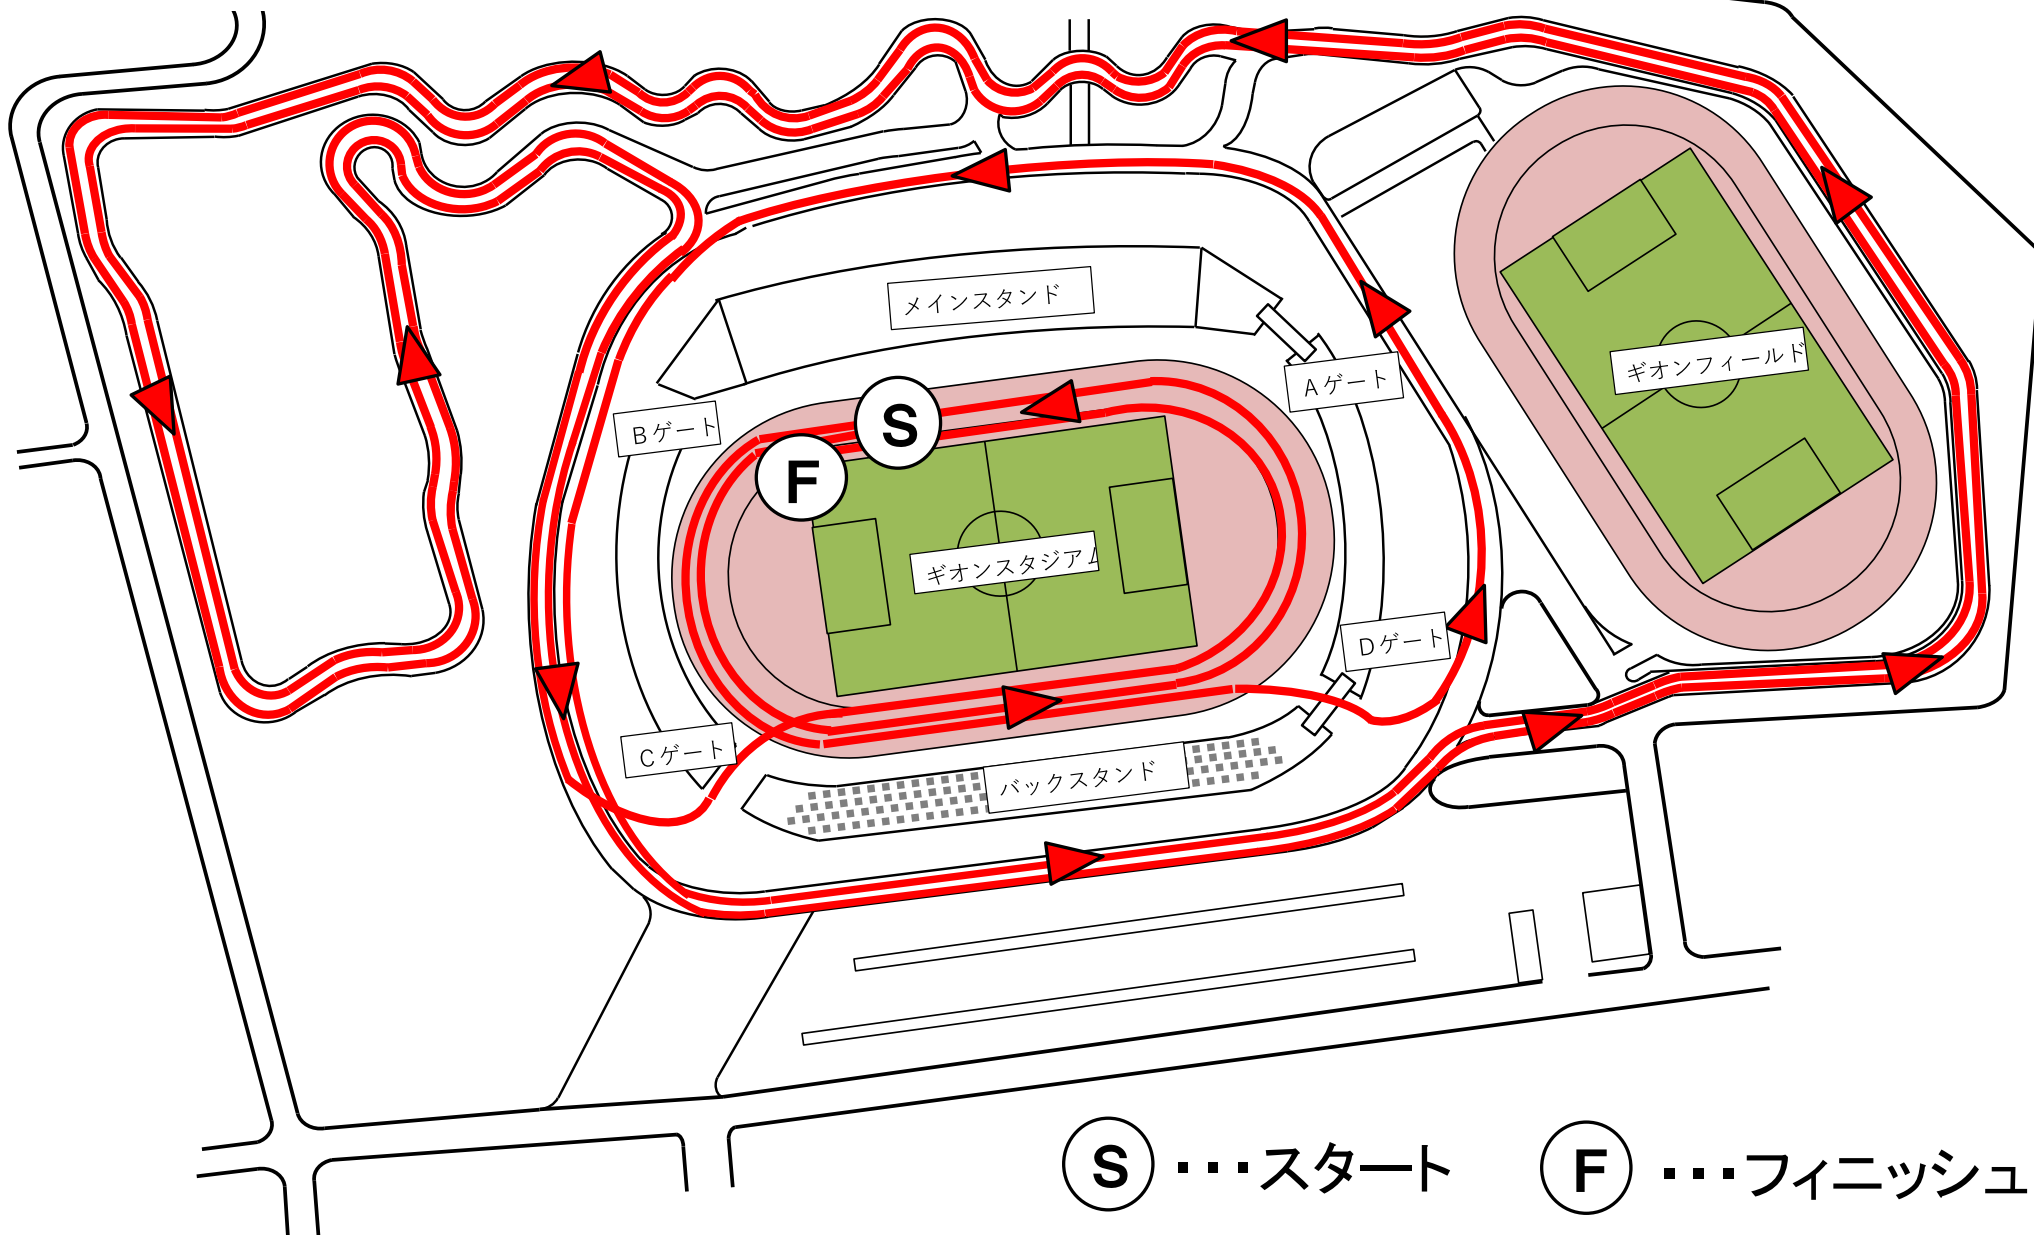 メインスタンド
Aゲート
ギオンフィールド
Bゲート
S
F
ギオンスタジアム
Dゲート
Cゲート
バックスタンド
S ・・・スタート
F ・・・フィニッシュ